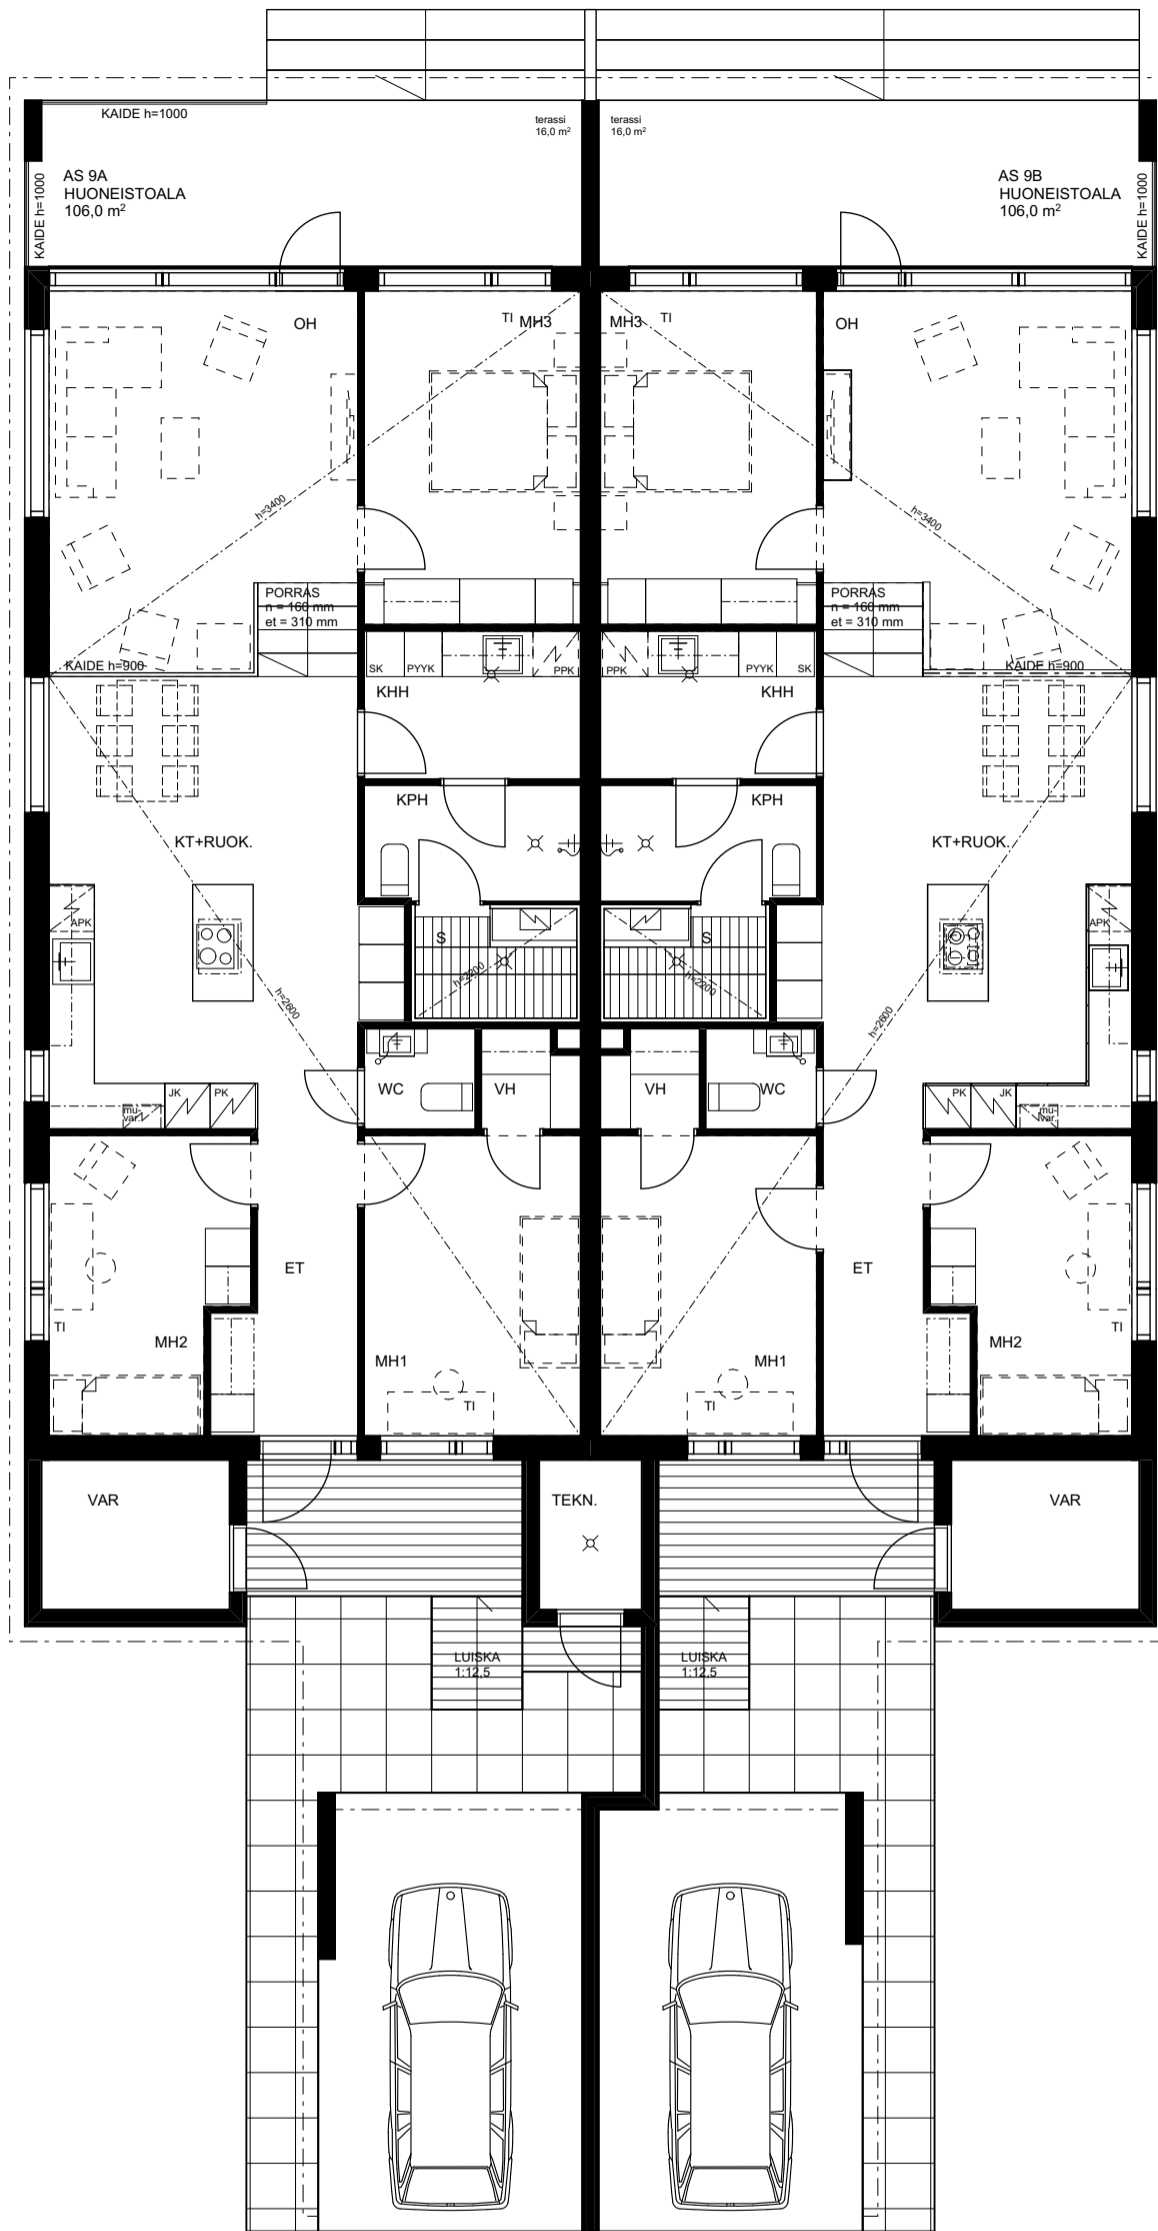 KAIDE h=1000
terassi
16,0 m²
terassi
16,0 m²
AS 9A
HUONEISTOALA
106,0 m²
KAIDE h=1000
AS 9B
HUONEISTOALA
106,0 m²
KAIDE h=1000
OH
TI
MH3
MH3
TI
OH
h=3400
h=3400
PORRAS
n = 160 mm
et = 310 mm
PORRAS
n = 160 mm
et = 310 mm
KAIDE h=900
SK
PYYK
PPK
PPK
PYYK
SK
KAIDE h=900
KHH
KHH
KPH
KPH
KT+RUOK.
KT+RUOK.
APK
S
S
APK
h=2200
h=2200
h=2600
h=2600
JK
PK
WC
VH
VH
WC
PK
JK
mu-
var.
mu-
var.
ET
ET
TI
MH2
MH1
MH1
MH2
TI
TI
TI
VAR
TEKN.
VAR
LUISKA
1:12,5
LUISKA
1:12,5